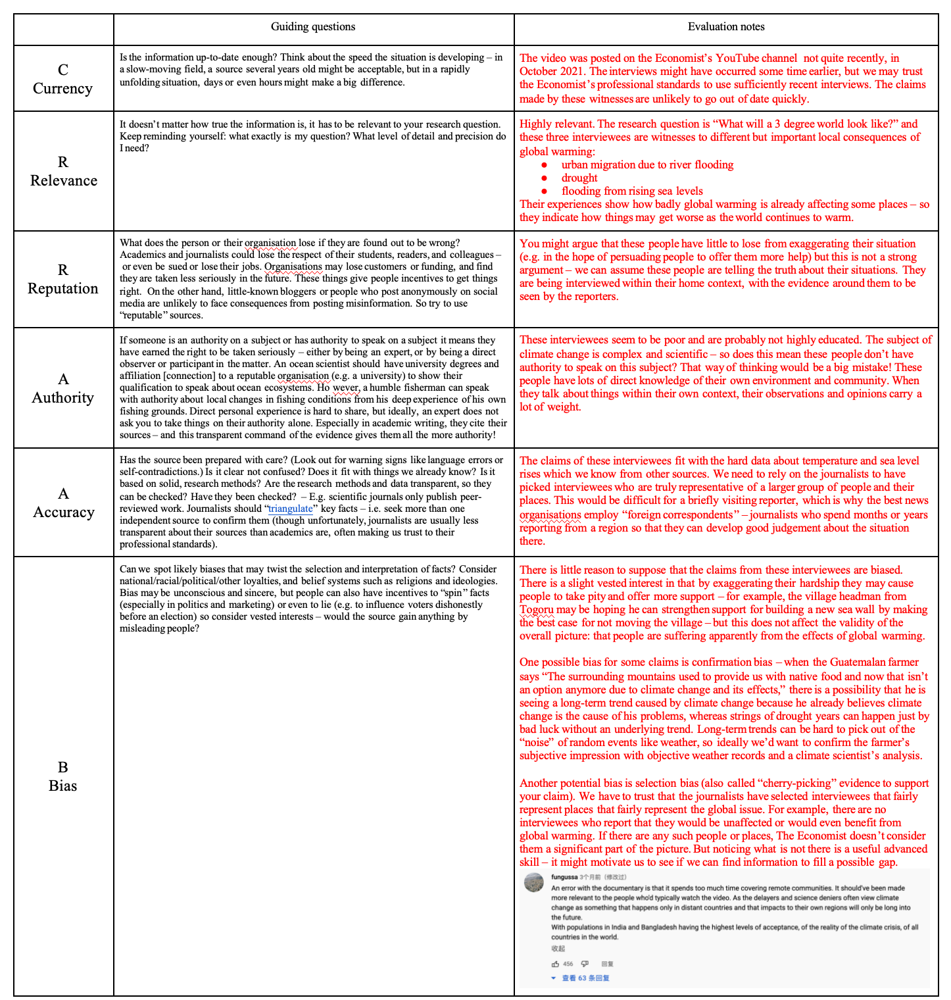 Guiding questions
Evaluation notes
C
Currency
Is the information up-to-date enough? Think about the speed the situation is developing – in
a slow-moving field, a source several years old might be acceptable, but in a rapidly
unfolding situation, days or even hours might make a big difference.
The video was posted on the Economist's YouTube channel not quite recently, in
October 2021. The interviews might have occurred some time earlier, but we may trust
the Economist's professional standards to use sufficiently recent interviews. The claims
made by these witnesses are unlikely to go out of date quickly.
R
Relevance
It doesn't matter how true the information is, it has to be relevant to your research question.
Keep reminding yourself: what exactly is my question? What level of detail and precision do
I need?
Highly relevant. The research question is “What will a 3 degree world look like?” and
these three interviewees are witnesses to different but important local consequences of
global warming:
● urban migration due to river flooding
● drought
● flooding from rising sea levels
Their experiences show how badly global warming is already affecting some places – so
they indicate how things may get worse as the world continues to warm.
R
Reputation
What does the person or their organisation lose if they are found out to be wrong?
Academics and journalists could lose the respect of their students, readers, and colleagues –
or even be sued or lose their jobs. Organisations may lose customers or funding, and find
they are taken less seriously in the future. These things give people incentives to get things
right. On the other hand, little-known bloggers or people who post anonymously on social
media are unlikely to face consequences from posting misinformation. So try to use
“reputable” sources.
You might argue that these people have little to lose from exaggerating their situation
(e.g. in the hope of persuading people to offer them more help) but this is not a strong
argument – we can assume these people are telling the truth about their situations. They
are being interviewed within their home context, with the evidence around them to be
seen by the reporters.
A
Authority
If someone is an authority on a subject or has authority to speak on a subject it means they
have earned the right to be taken seriously – either by being an expert, or by being a direct
observer or participant in the matter. An ocean scientist should have university degrees and
affiliation [connection] to a reputable organisation (e.g. a university) to show their
qualification to speak about ocean ecosystems. Ho wever, a humble fisherman can speak
with authority about local changes in fishing conditions from his deep experience of his own
fishing grounds. Direct personal experience is hard to share, but ideally, an expert does not
ask you to take things on their authority alone. Especially in academic writing, they cite their
sources – and this transparent command of the evidence gives them all the more authority!
These interviewees seem to be poor and are probably not highly educated. The subject of
climate change is complex and scientific – so does this mean these people don't have
authority to speak on this subject? That way of thinking would be a big mistake! These
people have lots of direct knowledge of their own environment and community. When
they talk about things within their own context, their observations and opinions carry a
lot of weight.
A
Accuracy
Has the source been prepared with care? (Look out for warning signs like language errors or
self-contradictions.) Is it clear not confused? Does it fit with things we already know? Is it
based on solid, research methods? Are the research methods and data transparent, so they
can be checked? Have they been checked? – E.g. scientific journals only publish peer-
reviewed work. Journalists should “triangulate” key facts – i.e. seek more than one
independent source to confirm them (though unfortunately, journalists are usually less
transparent about their sources than academics are, often making us trust to their
professional standards).
The claims of these interviewees fit with the hard data about temperature and sea level
rises which we know from other sources. We need to rely on the journalists to have
picked interviewees who are truly representative of a larger group of people and their
places. This would be difficult for a briefly visiting reporter, which is why the best news
organisations employ “foreign correspondents” – journalists who spend months or years
reporting from a region so that they can develop good judgement about the situation
there.
B
Bias
Can we spot likely biases that may twist the selection and interpretation of facts? Consider
national/racial/political/other loyalties, and belief systems such as religions and ideologies.
Bias may be unconscious and sincere, but people can also have incentives to “spin” facts
(especially in politics and marketing) or even to lie (e.g. to influence voters dishonestly
before an election) so consider vested interests – would the source gain anything by
misleading people?
There is little reason to suppose that the claims from these interviewees are biased.
There is a slight vested interest in that by exaggerating their hardship they may cause
people to take pity and offer more support – for example, the village headman from
Togoru may be hoping he can strengthen support for building a new sea wall by making
the best case for not moving the village – but this does not affect the validity of the
overall picture: that people are suffering apparently from the effects of global warming.
One possible bias for some claims is confirmation bias – when the Guatemalan farmer
says “The surrounding mountains used to provide us with native food and now that isn't
an option anymore due to climate change and its effects,” there is a possibility that he is
seeing a long-term trend caused by climate change because he already believes climate
change is the cause of his problems, whereas strings of drought years can happen just by
bad luck without an underlying trend. Long-term trends can be hard to pick out of the
“noise” of random events like weather, so ideally we'd want to confirm the farmer's
subjective impression with objective weather records and a climate scientist's analysis.
Another potential bias is selection bias (also called “cherry-picking” evidence to support
your claim). We have to trust that the journalists have selected interviewees that fairly
represent places that fairly represent the global issue. For example, there are no
interviewees who report that they would be unaffected or would even benefit from
global warming. If there are any such people or places, The Economist doesn't consider
them a significant part of the picture. But noticing what is not there is a useful advanced
skill – it might motivate us to see if we can find information to fill a possible gap.
fungussa 3个月前（修改过）
An error with the documentary is that it spends too much time covering remote communities. It should've been made
more relevant to the people who'd typically watch the video. As the delayers and science deniers often view climate
change as something that happens only in distant countries and that impacts to their own regions will only be long into
the future.
With populations in India and Bangladesh having the highest levels of acceptance, of the reality of the climate crisis, of all
countries in the world.
收起
456 回复
查看 63 条回复